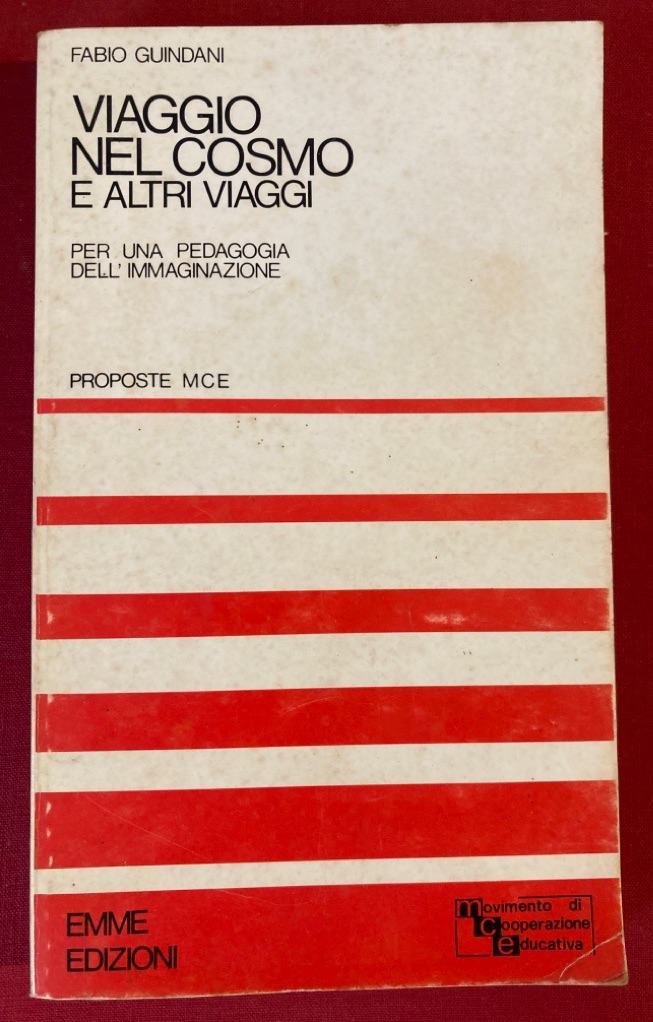 FABIO GUINDANI
VIAGGIO
NEL COSMO
E ALTRI VIAGGI
PER UNA PEDAGOGIA
DELL'IMMAGINAZIONE
PROPOSTE MCE
EMME
EDIZIONI
movimento di
cooperazione
educativa